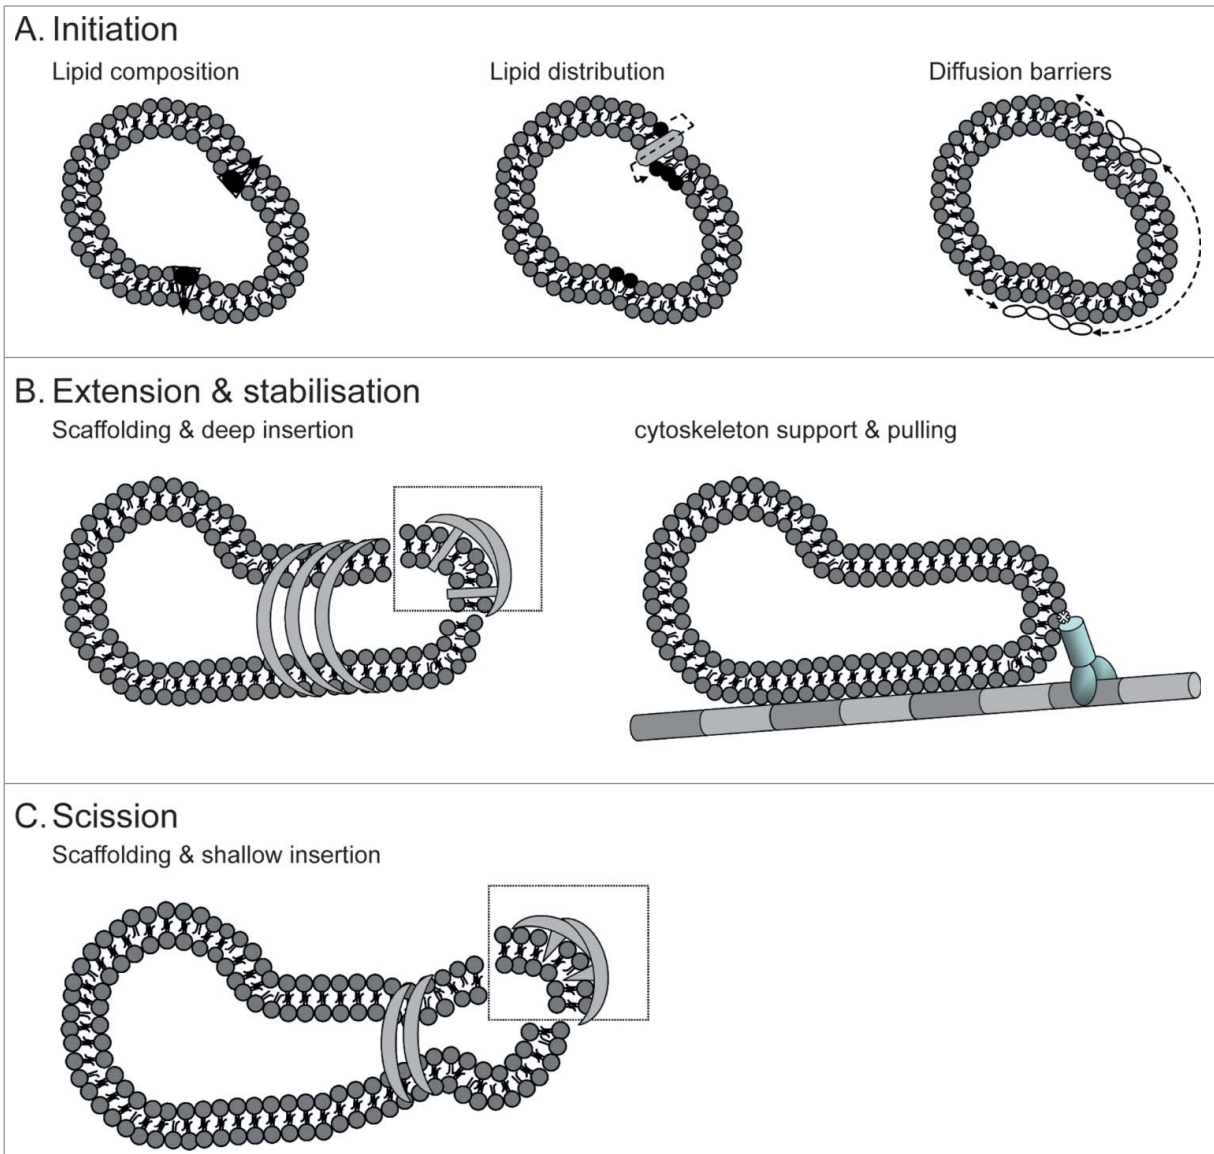 A. Initiation
Lipid composition
Lipid distribution
Diffusion barriers
B. Extension & stabilisation
Scaffolding & deep insertion
cytoskeleton support & pulling
C. Scission
Scaffolding & shallow insertion